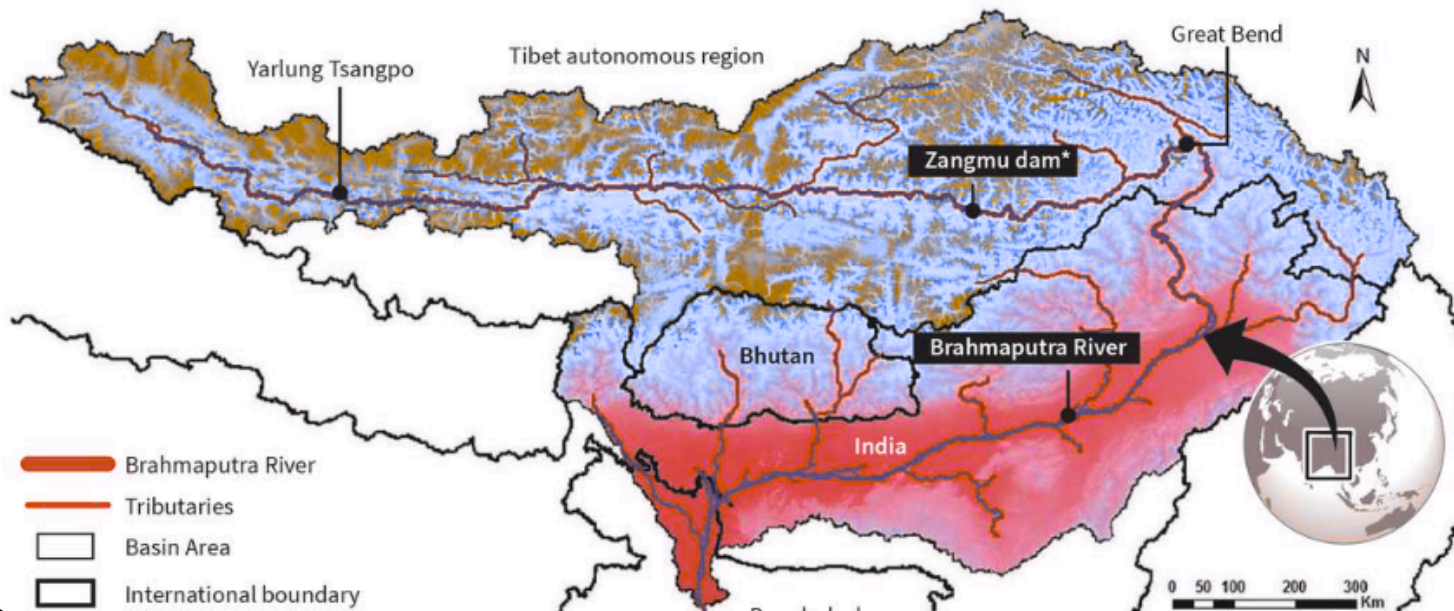 Great Bend
Yarlung Tsangpo
Tibet autonomous region
N
Zangmu dam*
Bhutan
Brahmaputra River
India
Brahmaputra River
Tributaries
Basin Area
International boundary
0 50 100 200 300
Km